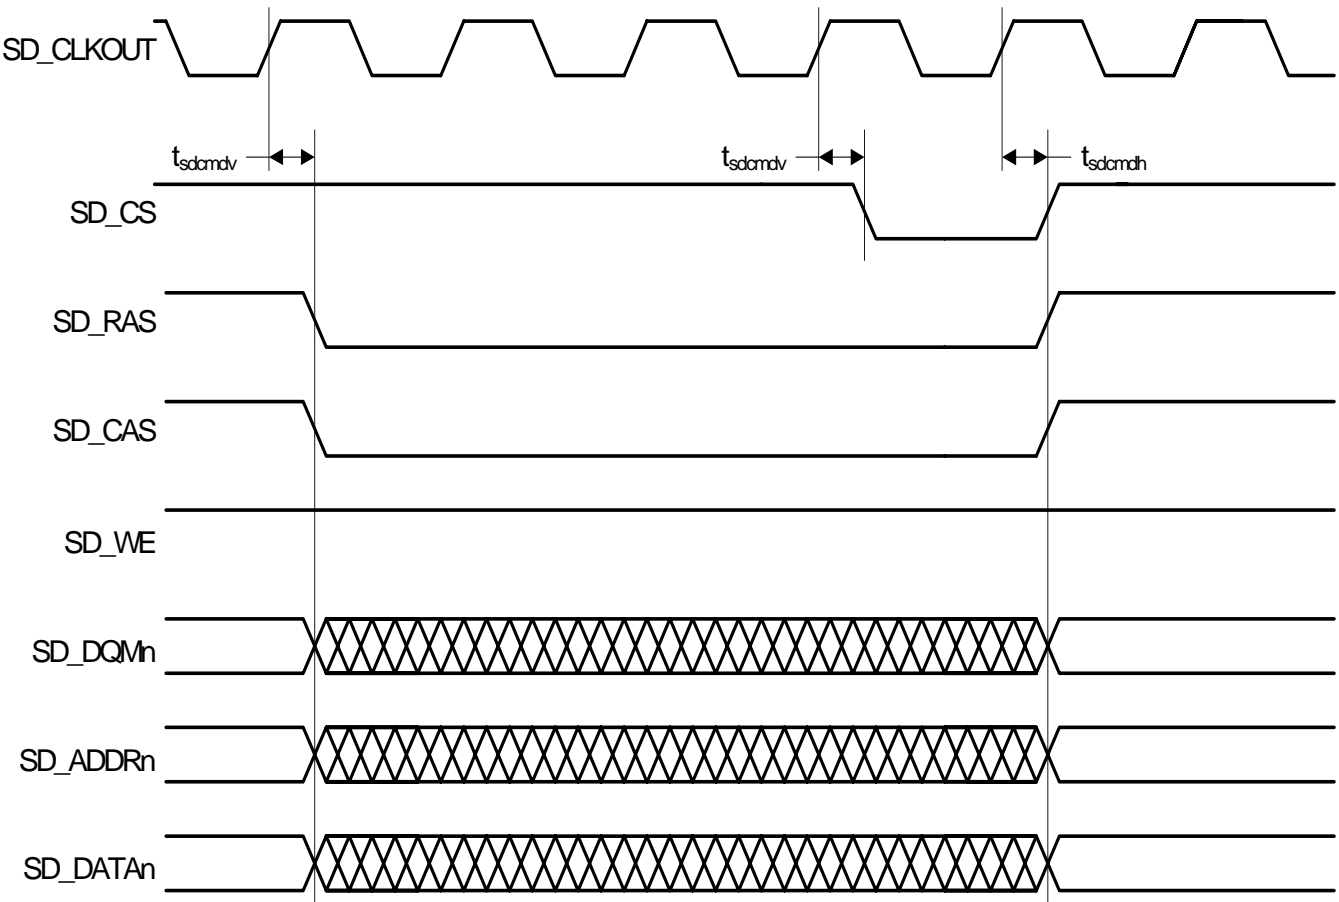 SD_CLKOUT
tsdcmdv tsdcmdv tsdcmdh
SD_CS
SD_RAS
SD_CAS
SD_WE
SD_DQMn
SD_ADDRn
SD_DATAn